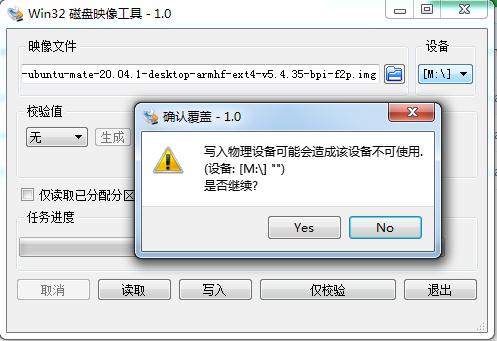 Win32 磁盘映像工具 - 1.0
映像文件
设备
-ubuntu-mate-20.04.1-desktop-armhf-ext4-v5.4.35-bpi-f2p.img
[M:\]
校验值
无
生成
确认覆盖 - 1.0
写入物理设备可能会造成该设备不可使用.
(设备: [M:\] "")
是否继续?
Yes
No
仅读取已分配分区
任务进度
取消
读取
写入
仅校验
退出